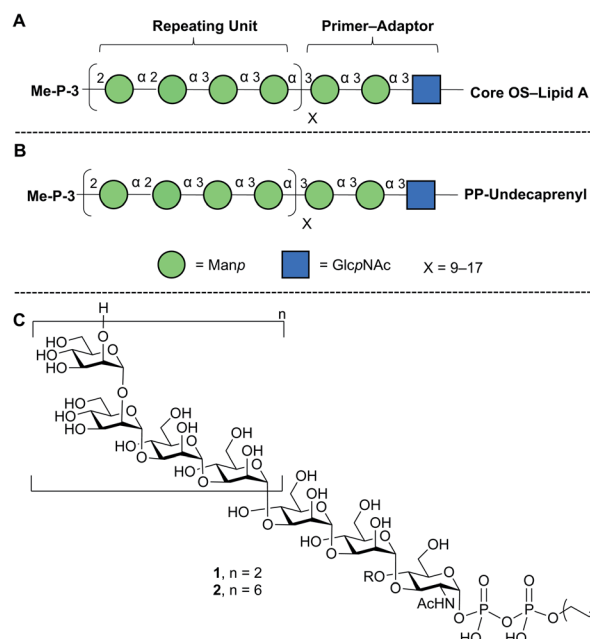 A
Repeating Unit
Primer–Adaptor
Me-P-3
2 α 2 α 3 α 3 α 3 α 3 α 3
Core OS–Lipid A
X
B
Me-P-3
2 α 2 α 3 α 3 α 3 α 3 α 3
PP-Undecaprenyl
X
= Manp
= GlcpNAc
X = 9–17
C
n
H
O
HO
HO
HO
O
O
HO
HO
HO
O
OH
OH
HO
O
O
OH
OH
HO
O
O
OH
OH
HO
O
O
OH
OH
HO
O
O
OH
RO
O
O
AcHN
O
O
P
HO
O
O
P
HO
O
1, n = 2
2, n = 6